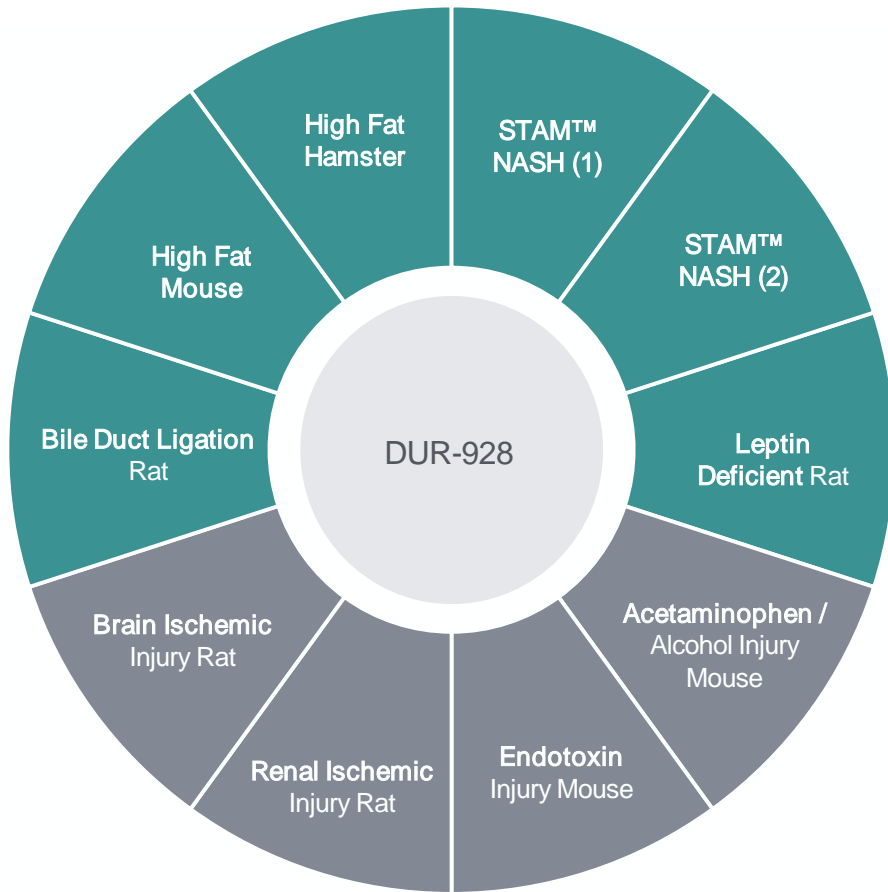 High Fat
Hamster
STAM™
NASH (1)
STAM™
NASH (2)
High Fat
Mouse
Bile Duct Ligation
Rat
DUR-928
Leptin
Deficient Rat
Brain Ischemic
Injury Rat
Acetaminophen /
Alcohol Injury
Mouse
Renal Ischemic
Injury Rat
Endotoxin
Injury Mouse